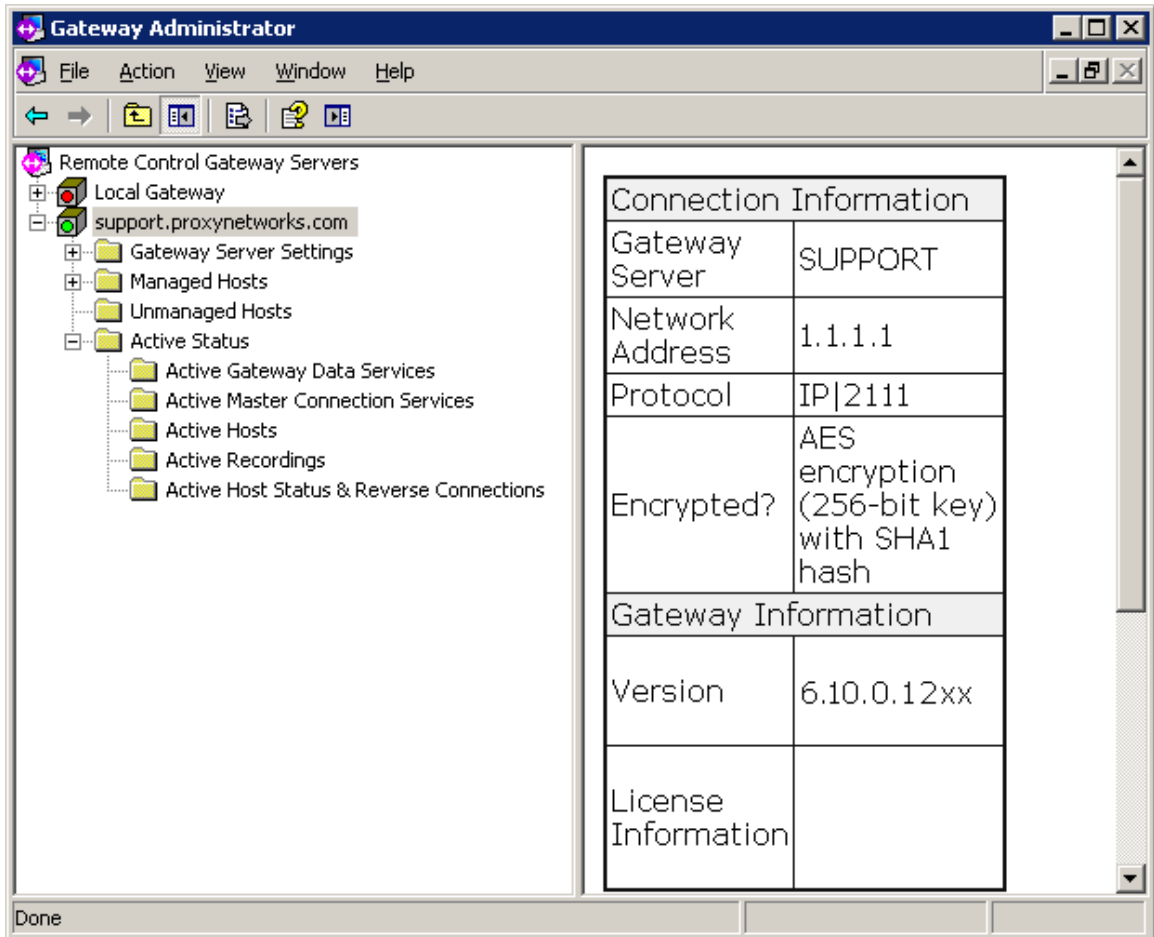 Gateway Administrator
File Action View Window Help
Remote Control Gateway Servers
Local Gateway
support.proxynetworks.com
Gateway Server Settings
Managed Hosts
Unmanaged Hosts
Active Status
Active Gateway Data Services
Active Master Connection Services
Active Hosts
Active Recordings
Active Host Status & Reverse Connections
Connection Information
Gateway
Server
SUPPORT
Network
Address
1.1.1.1
Protocol
IP|2111
Encrypted?
AES
encryption
(256-bit key)
with SHA1
hash
Gateway Information
Version
6.10.0.12xx
License
Information
Done